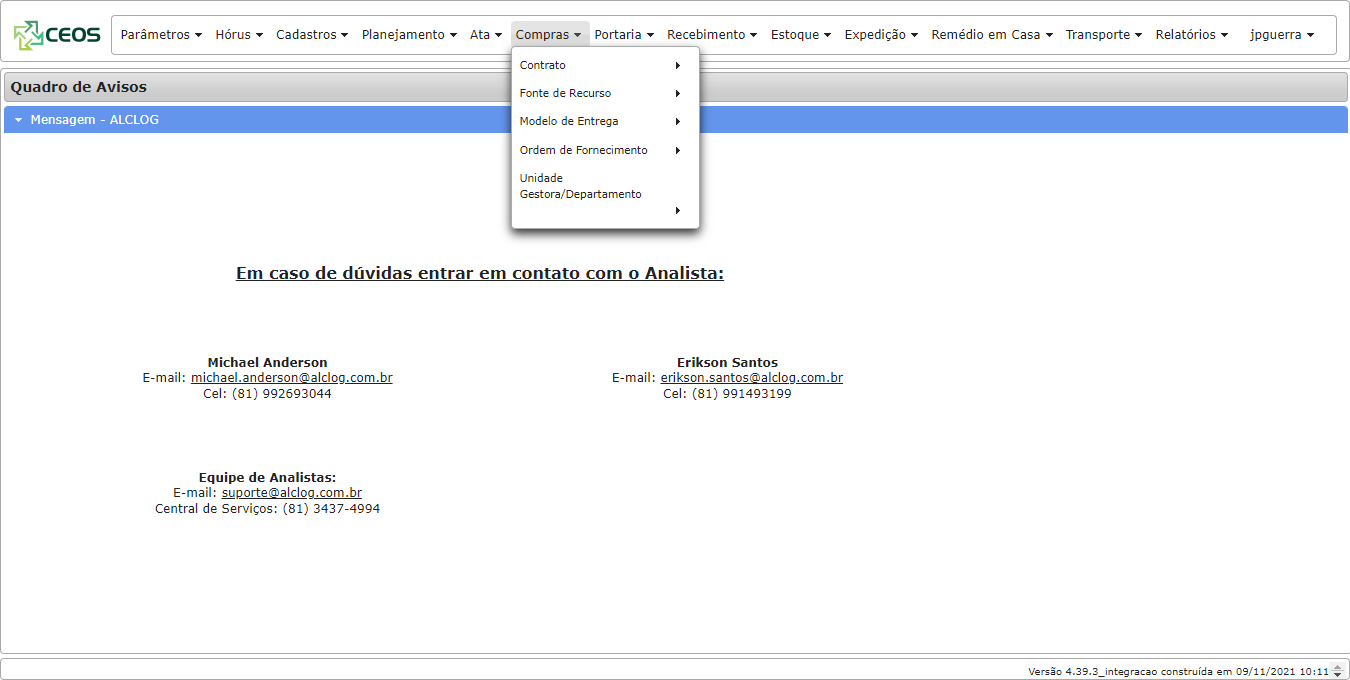 CEOS
Parâmetros Hórus Cadastros Planejamento Ata Compras Portaria Recebimento Estoque Expedição Remédio em Casa Transporte Relatórios jpguerra
Contrato
Fonte de Recurso
Modelo de Entrega
Ordem de Fornecimento
Unidade
Gestora/Departamento
Quadro de Avisos
Mensagem - ALCLOG
Em caso de dúvidas entrar em contato com o Analista:
Michael Anderson
E-mail: michael.anderson@alclog.com.br
Cel: (81) 992693044
Erikson Santos
E-mail: erikson.santos@alclog.com.br
Cel: (81) 991493199
Equipe de Analistas:
E-mail: suporte@alclog.com.br
Central de Serviços: (81) 3437-4994
Versão 4.39.3_integracao construída em 09/11/2021 10:11